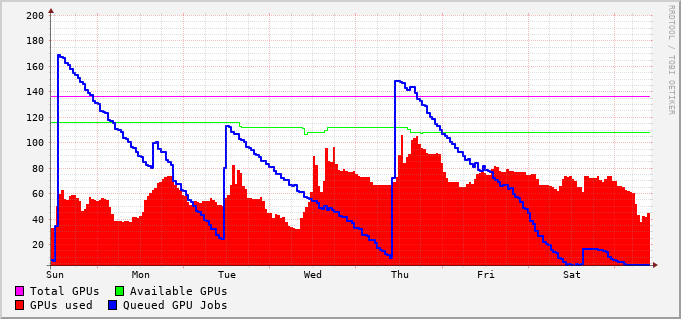 200
180
160
140
120
100
80
60
40
20
Sun Mon Tue Wed Thu Fri Sat
Total GPUs Available GPUs
GPUs used Queued GPU Jobs
RRDTOOL / TOBI OETIKER